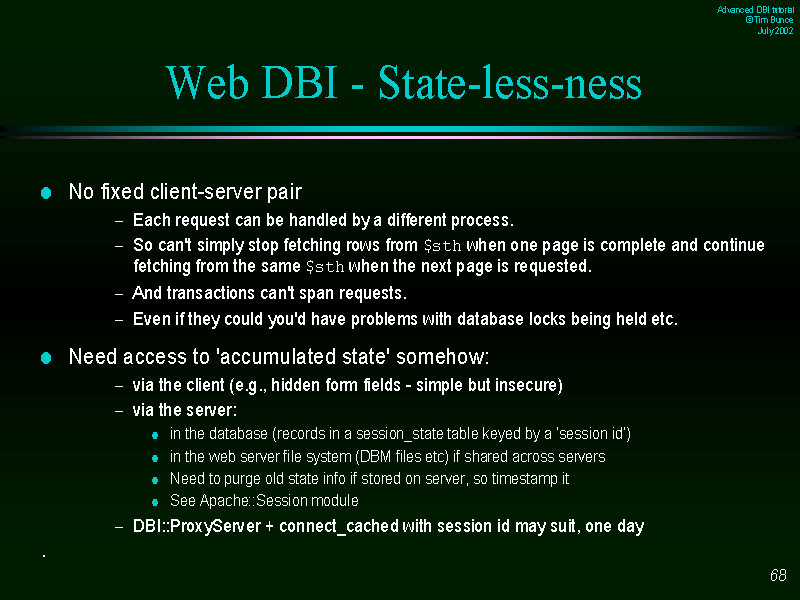 Advanced DBI tutorial
© Tim Bunce
July 2002
Web DBI - State-less-ness
No fixed client-server pair
– Each request can be handled by a different process.
– So can't simply stop fetching rows from $sth when one page is complete and continue
fetching from the same $sth when the next page is requested.
– And transactions can't span requests.
– Even if they could you'd have problems with database locks being held etc.
Need access to 'accumulated state' somehow:
– via the client (e.g., hidden form fields - simple but insecure)
– via the server:
in the database (records in a session_state table keyed by a ‘session id’)
in the web server file system (DBM files etc) if shared across servers
Need to purge old state info if stored on server, so timestamp it
See Apache::Session module
– DBI::ProxyServer + connect_cached with session id may suit, one day
.
68